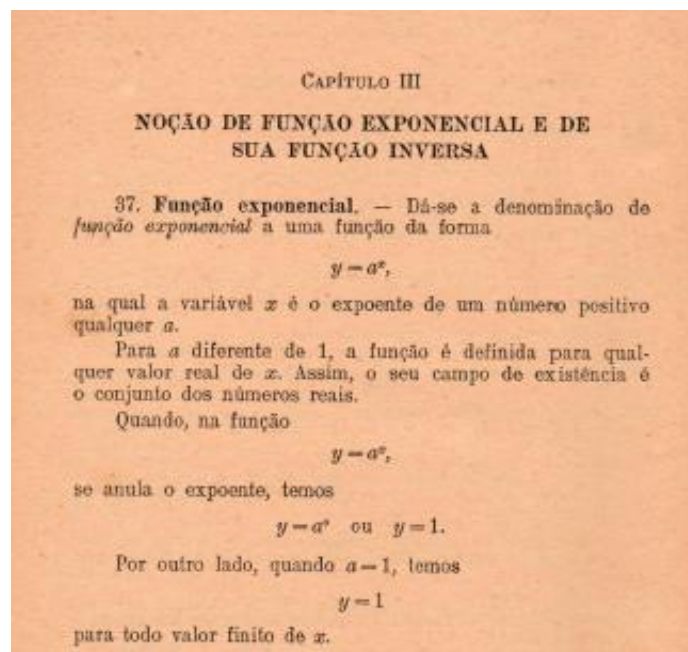 CAPÍTULO III
NOÇÃO DE FUNÇÃO EXPONENCIAL E DE
SUA FUNÇÃO INVERSA
37. Função exponencial. — Dá-se a denominação de
função exponencial a uma função da forma
y = aˣ,
na qual a variável x é o expoente de um número positivo
qualquer a.
Para a diferente de 1, a função é definida para qual-
quer valor real de x. Assim, o seu campo de existência é
o conjunto dos números reais.
Quando, na função
y = aˣ,
se anula o expoente, temos
y = a⁰ ou y = 1.
Por outro lado, quando a = 1, temos
y = 1
para todo valor finito de x.